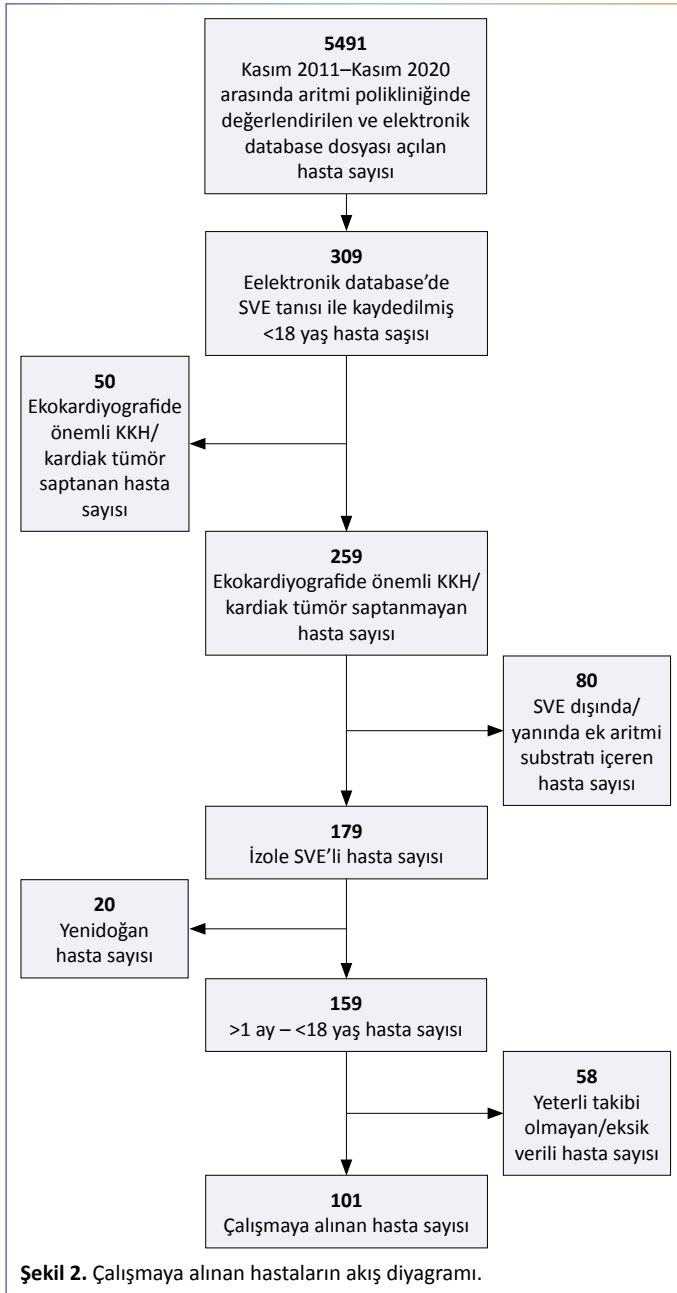 5491
Kasım 2011–Kasım 2020
arasında aritmi polikliniğinde
değerlendirilen ve elektronik
database dosyası açılan
hasta sayısı
309
Eelektronik database’de
SVE tanısı ile kaydedilmiş
<18 yaş hasta saşısı
50
Ekokardiyografide
önemli KKH/
kardiak tümör
saptanan hasta
sayısı
259
Ekokardiyografide önemli KKH/
kardiak tümör saptanmayan
hasta sayısı
80
SVE dışında/
yanında ek aritmi
substratı içeren
hasta sayısı
179
İzole SVE’li hasta sayısı
20
Yenidoğan
hasta sayısı
159
>1 ay – <18 yaş hasta sayısı
58
Yeterli takibi
olmayan/eksik
verili hasta sayısı
101
Çalışmaya alınan hasta sayısı
Şekil 2. Çalışmaya alınan hastaların akış diyagramı.